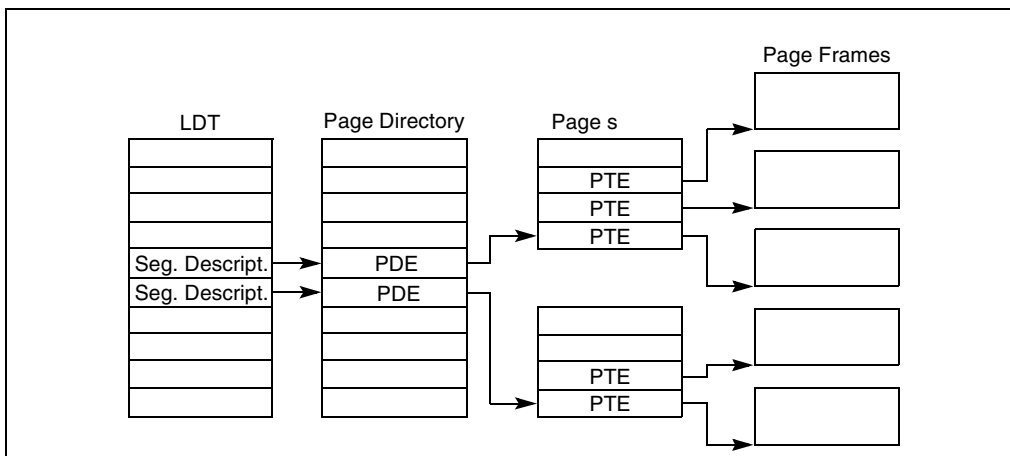 Page Frames
LDT
Page Directory
Page s
PTE
PTE
PTE
Seg. Descript.
PDE
Seg. Descript.
PDE
PTE
PTE